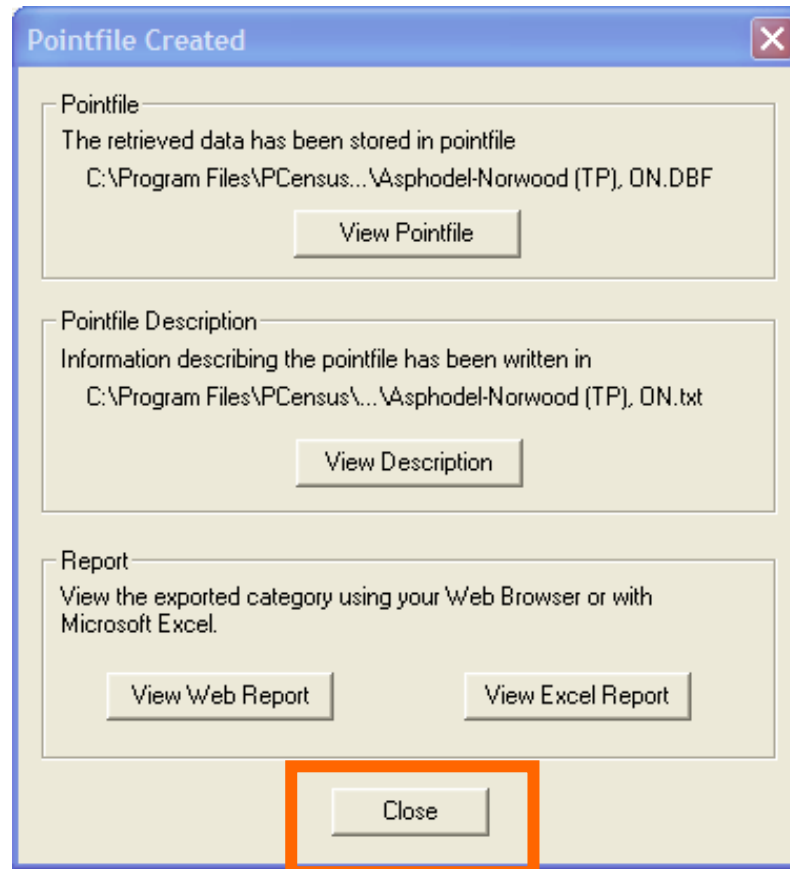 Pointfile Created
Pointfile
The retrieved data has been stored in pointfile
C:\Program Files\PCensus...\Asphodel-Norwood (TP), ON.DBF
View Pointfile
Pointfile Description
Information describing the pointfile has been written in
C:\Program Files\PCensus\...\Asphodel-Norwood (TP), ON.txt
View Description
Report
View the exported category using your Web Browser or with
Microsoft Excel.
View Web Report View Excel Report
Close